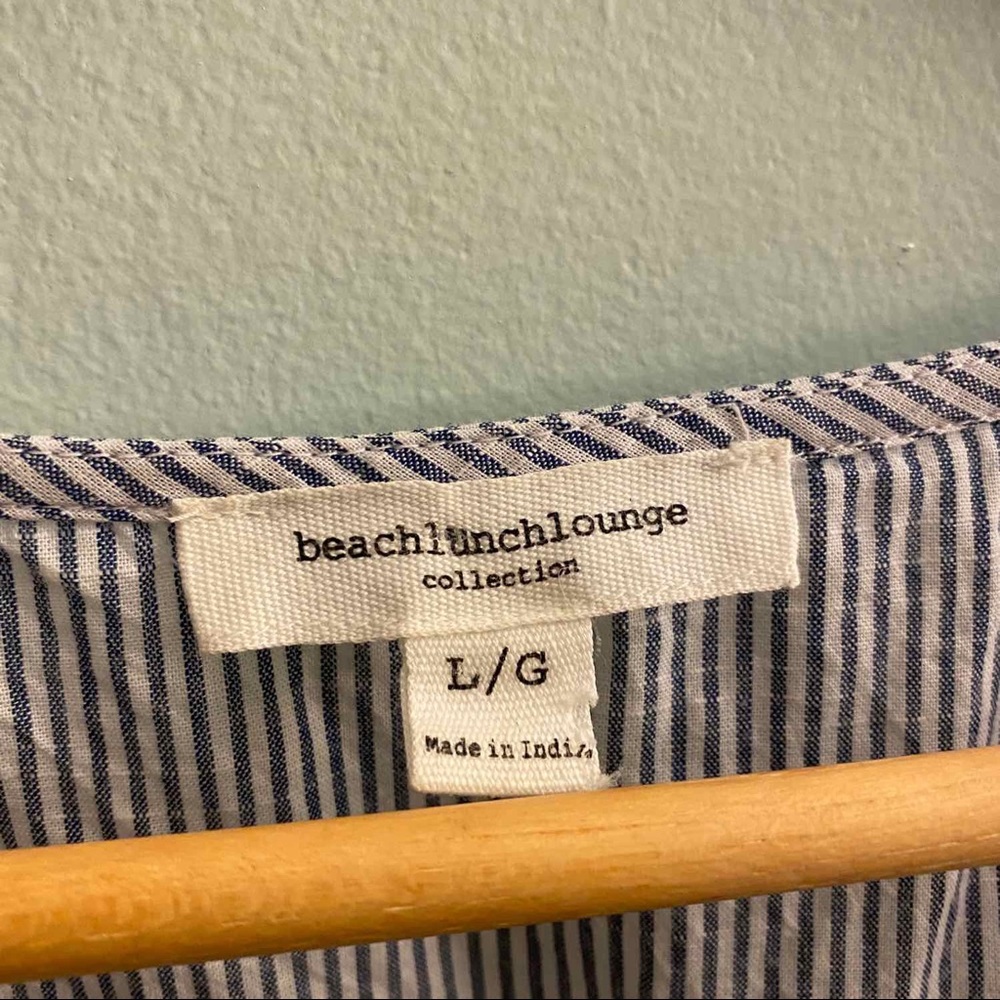 beachlunchlounge
collection
L/G
Made in India